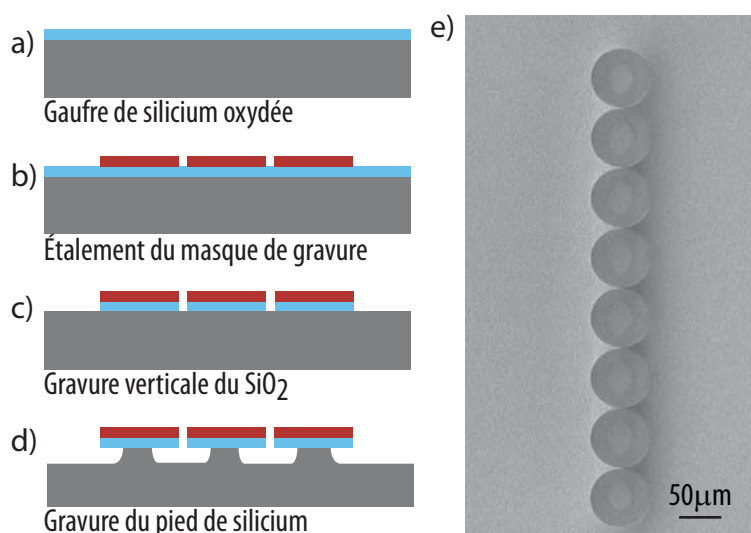 a)
Gaufre de silicium oxydée
b)
Étalement du masque de gravure
c)
Gravure verticale du SiO2
d)
Gravure du pied de silicium
e)
50μm